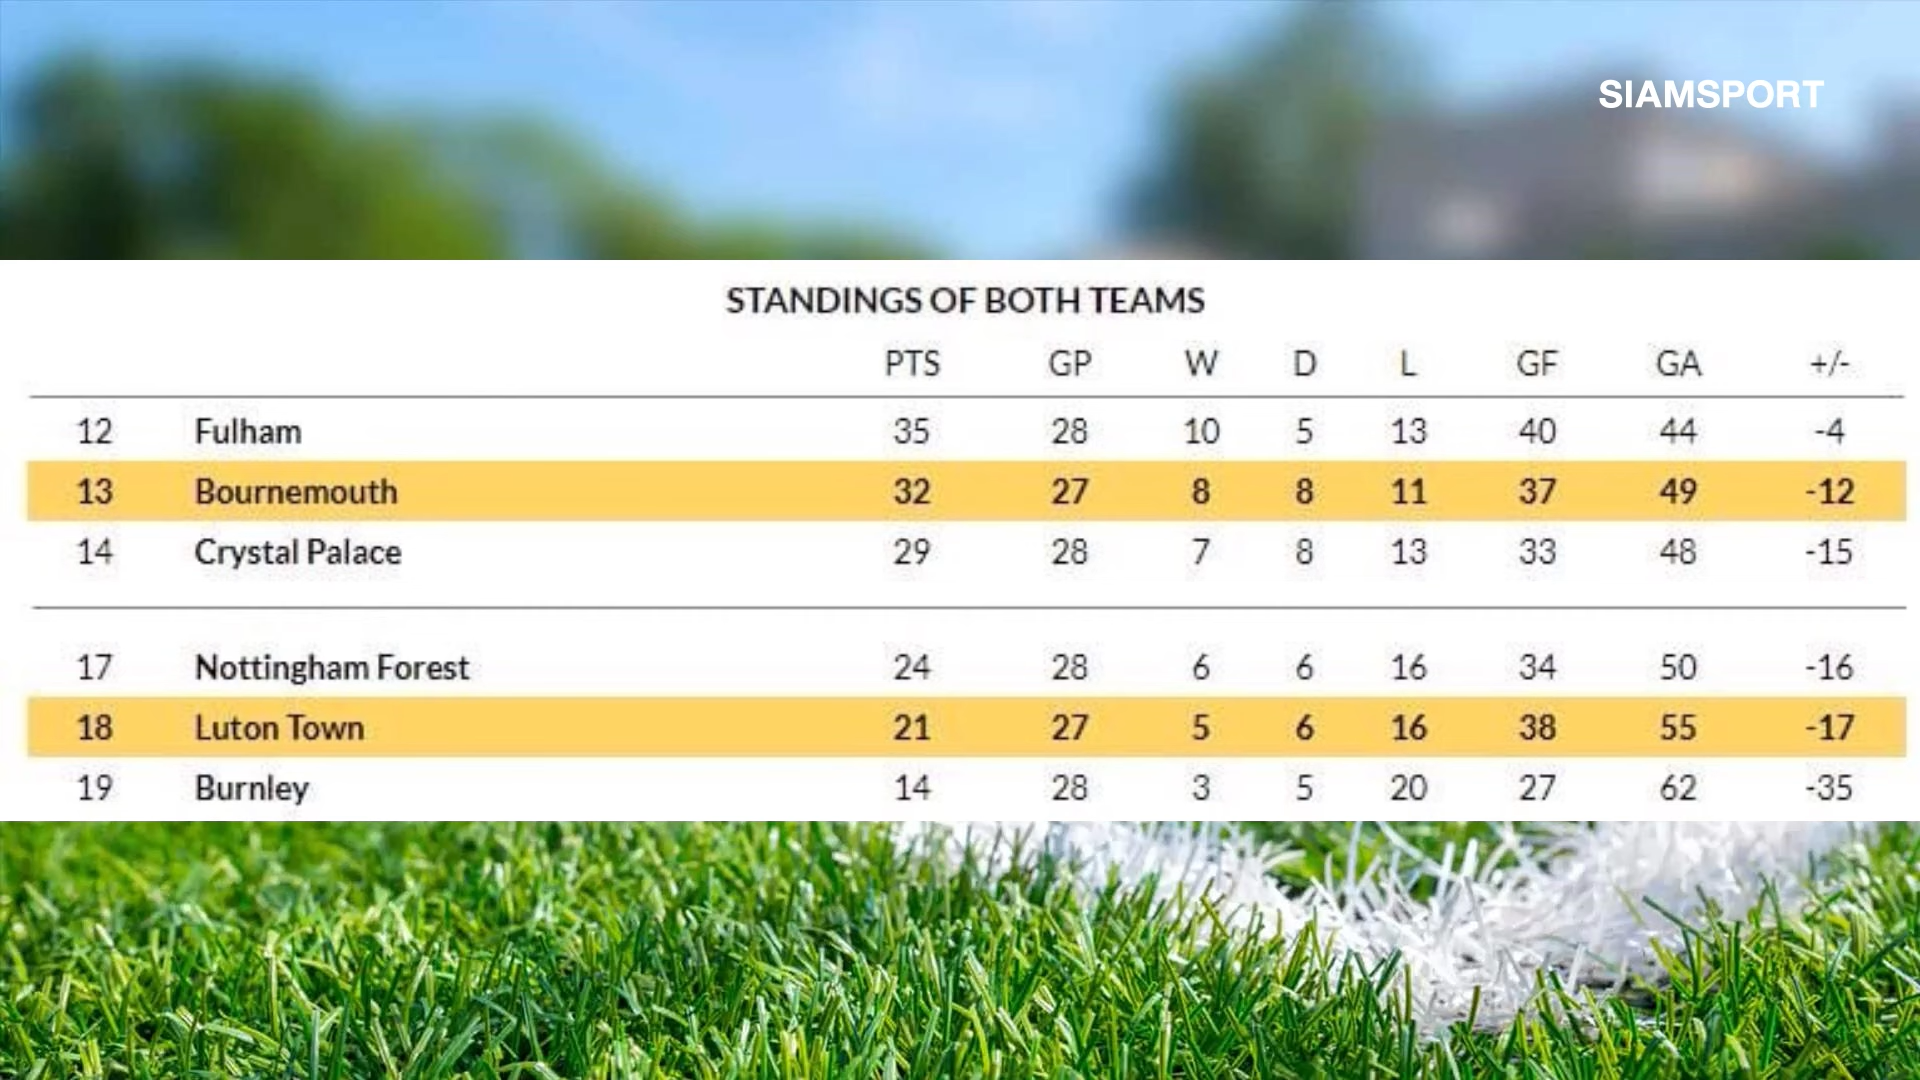 SIAMSPORT
STANDINGS OF BOTH TEAMS
PTS GP W D L GF GA +/-
12 Fulham 35 28 10 5 13 40 44 -4
13 Bournemouth 32 27 8 8 11 37 49 -12
14 Crystal Palace 29 28 7 8 13 33 48 -15
17 Nottingham Forest 24 28 6 6 16 34 50 -16
18 Luton Town 21 27 5 6 16 38 55 -17
19 Burnley 14 28 3 5 20 27 62 -35